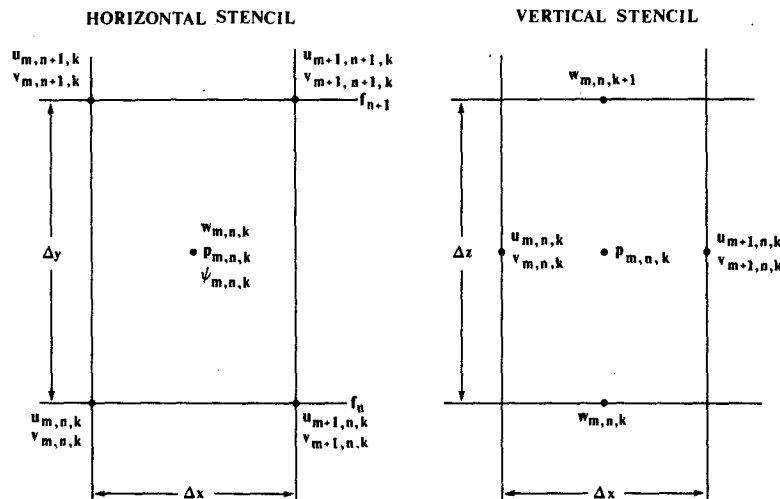 HORIZONTAL STENCIL
u_{m,n+1,k}
v_{m,n+1,k}
u_{m+1,n+1,k}
v_{m+1,n+1,k}
f_{n+1}
Δy
w_{m,n,k}
p_{m,n,k}
ψ_{m,n,k}
f_n
u_{m,n,k}
v_{m,n,k}
u_{m+1,n,k}
v_{m+1,n,k}
Δx
VERTICAL STENCIL
w_{m,n,k+1}
Δz
u_{m,n,k}
v_{m,n,k}
p_{m,n,k}
u_{m+1,n,k}
v_{m+1,n,k}
w_{m,n,k}
Δx